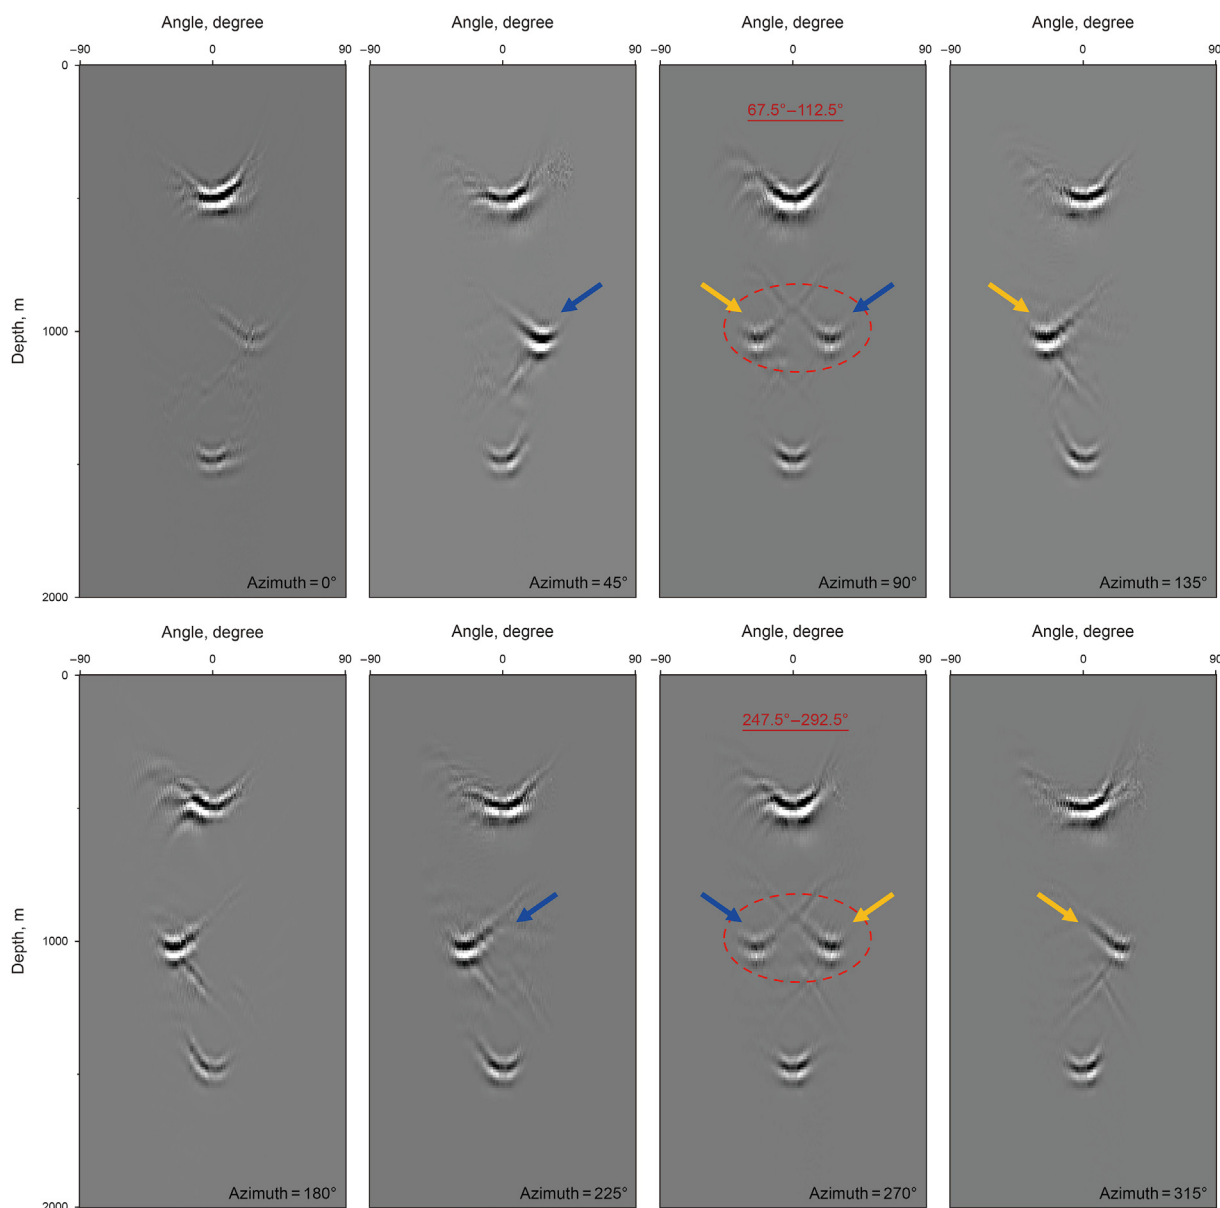 Angle, degree Angle, degree Angle, degree Angle, degree
−90 0 90 −90 0 90 −90 0 90 −90 0 90
0
67.5°–112.5°
Depth, m
1000
Azimuth = 0° Azimuth = 45° Azimuth = 90° Azimuth = 135°
2000
Angle, degree Angle, degree Angle, degree Angle, degree
−90 0 90 −90 0 90 −90 0 90 −90 0 90
0
247.5°–292.5°
Depth, m
1000
Azimuth = 180° Azimuth = 225° Azimuth = 270° Azimuth = 315°
2000